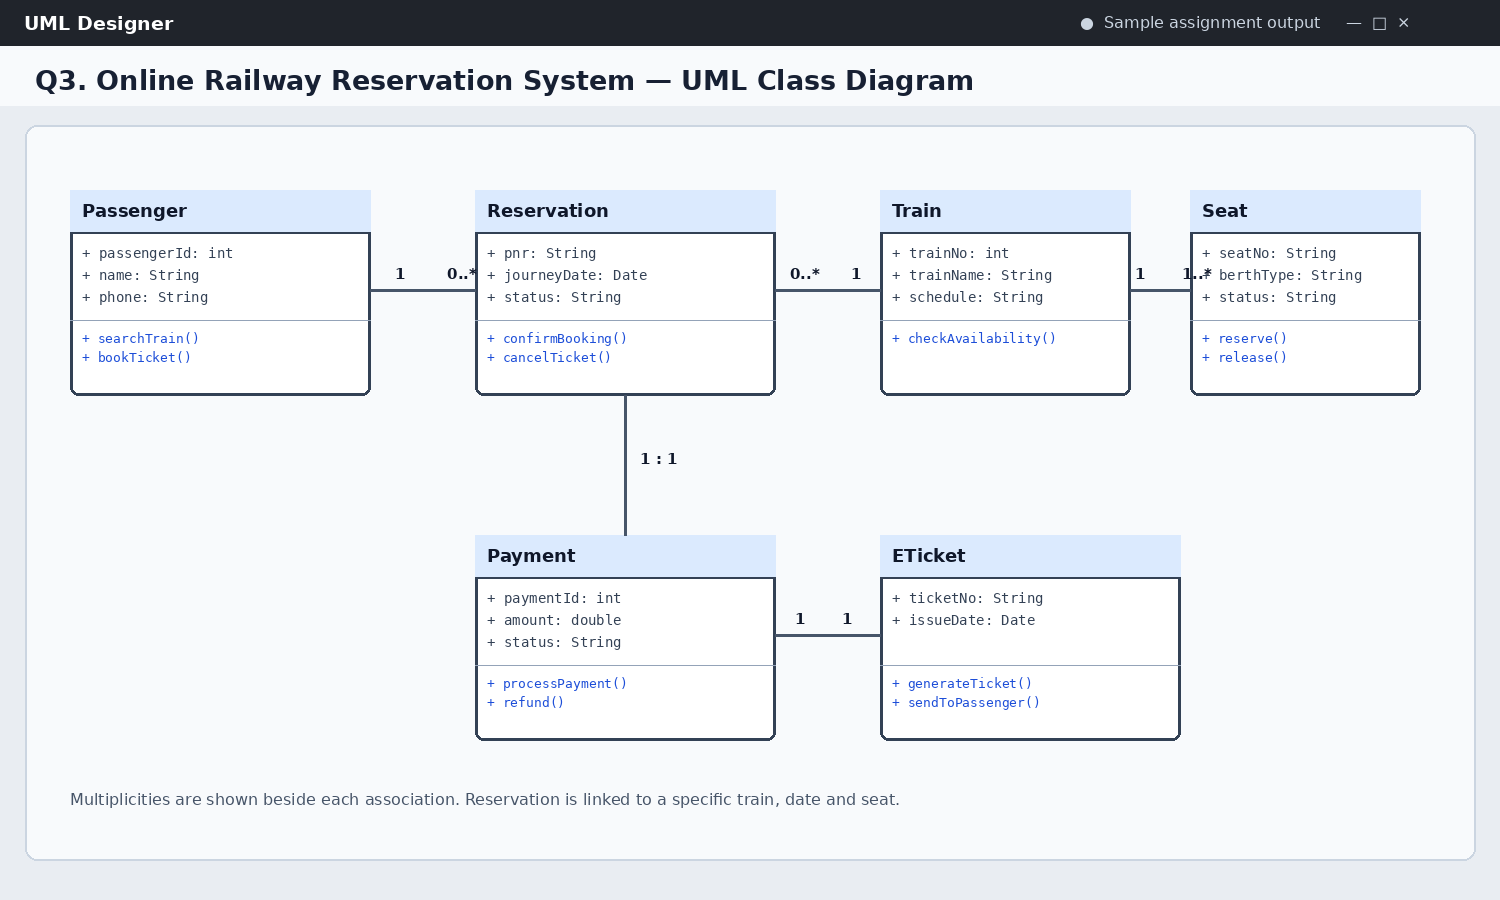 UML Designer
● Sample assignment output — □ ×
Q3. Online Railway Reservation System — UML Class Diagram
Passenger
+ passengerId: int
+ name: String
+ phone: String
+ searchTrain()
+ bookTicket()
1 0..*
Reservation
+ pnr: String
+ journeyDate: Date
+ status: String
+ confirmBooking()
+ cancelTicket()
0..* 1
Train
+ trainNo: int
+ trainName: String
+ schedule: String
+ checkAvailability()
1 1..*
Seat
+ seatNo: String
+ berthType: String
+ status: String
+ reserve()
+ release()
1 : 1
Payment
+ paymentId: int
+ amount: double
+ status: String
+ processPayment()
+ refund()
1 1
ETicket
+ ticketNo: String
+ issueDate: Date
+ generateTicket()
+ sendToPassenger()
Multiplicities are shown beside each association. Reservation is linked to a specific train, date and seat.